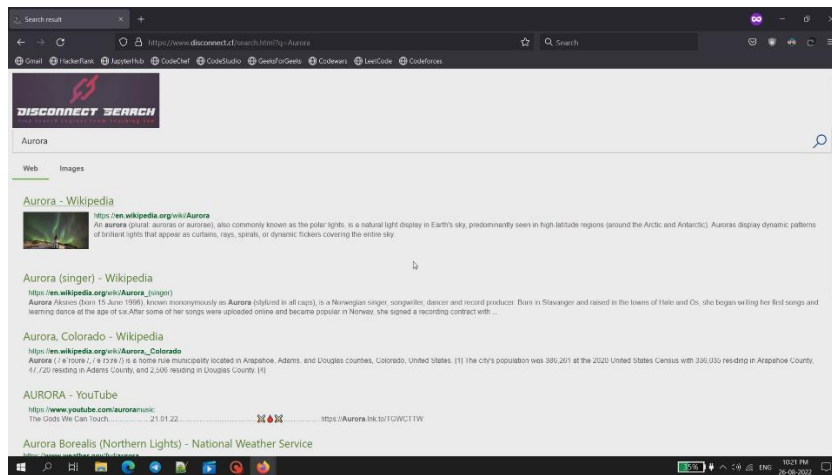 Search result
https://www.disconnect.cf/search.html?q=Aurora
Search
Gmail HackerRank JupyterHub CodeChef CodeStudio GeeksForGeeks Codewars LeetCode Codeforces
DISCONNECT SEARCH
Aurora
Web Images
Aurora - Wikipedia
https://en.wikipedia.org/wiki/Aurora
An aurora (plural: auroras or aurorae), also commonly known as the polar lights, is a natural light display in Earth's sky, predominantly seen in high-latitude regions (around the Arctic and Antarctic). Auroras display dynamic patterns
of brilliant lights that appear as curtains, rays, spirals, or dynamic flickers covering the entire sky.
Aurora (singer) - Wikipedia
https://en.wikipedia.org/wiki/Aurora_(singer)
Aurora Aksnes (born 15 June 1996), known mononymously as Aurora (stylized in all caps), is a Norwegian singer, songwriter, dancer and record producer. Born in Stavanger and raised in the towns of Høle and Os, she began writing her first songs and
learning dance at the age of six. After some of her songs were uploaded online and became popular in Norway, she signed a recording contract with ...
Aurora, Colorado - Wikipedia
https://en.wikipedia.org/wiki/Aurora,_Colorado
Aurora is a home rule municipality located in Arapahoe, Adams, and Douglas counties, Colorado, United States. [1] The city's population was 386,261 at the 2020 United States Census with 336,035 residing in Arapahoe County,
47,720 residing in Adams County, and 2,506 residing in Douglas County. [4]
AURORA - YouTube
https://www.youtube.com/auroramusic
The Gods We Can Touch 21.01.22 https://Aurora.lnk.to/TGWCTTW
Aurora Borealis (Northern Lights) - National Weather Service
35% ENG 10:21 PM
26-08-2022